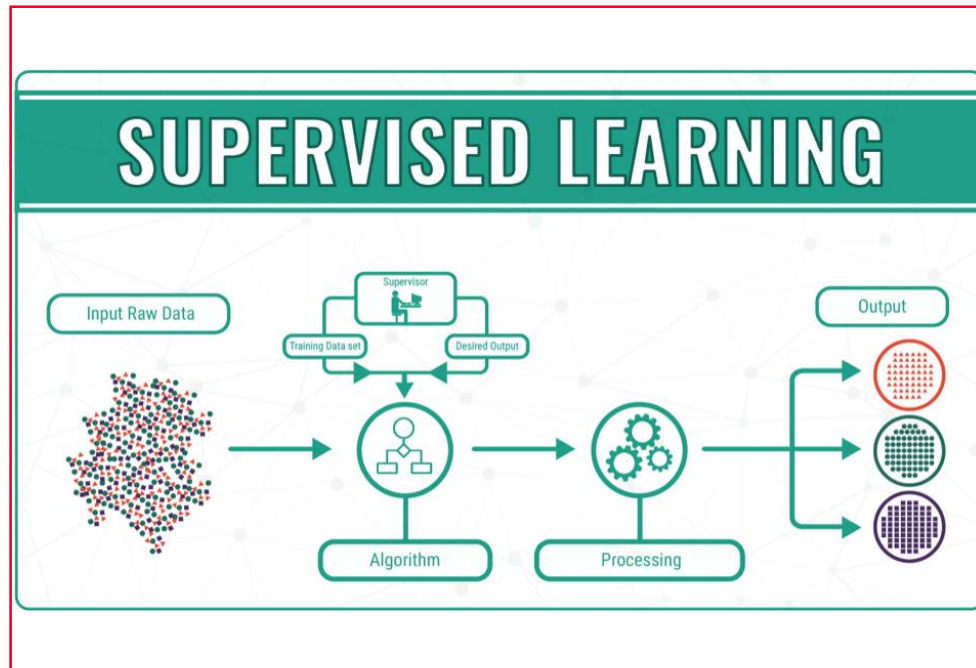 SUPERVISED LEARNING
Input Raw Data
Supervisor
Training Data set
Desired Output
Algorithm
Processing
Output